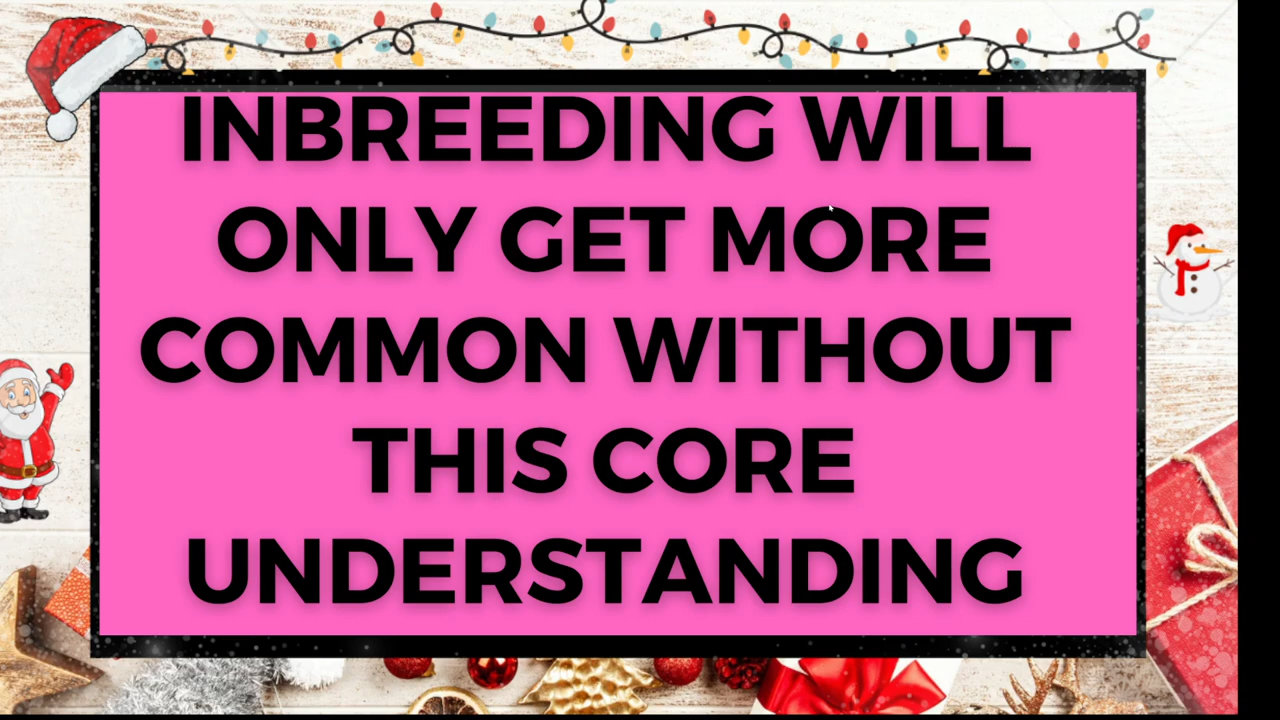 INBREEDING WILL
ONLY GET MORE
COMMON WITHOUT
THIS CORE
UNDERSTANDING